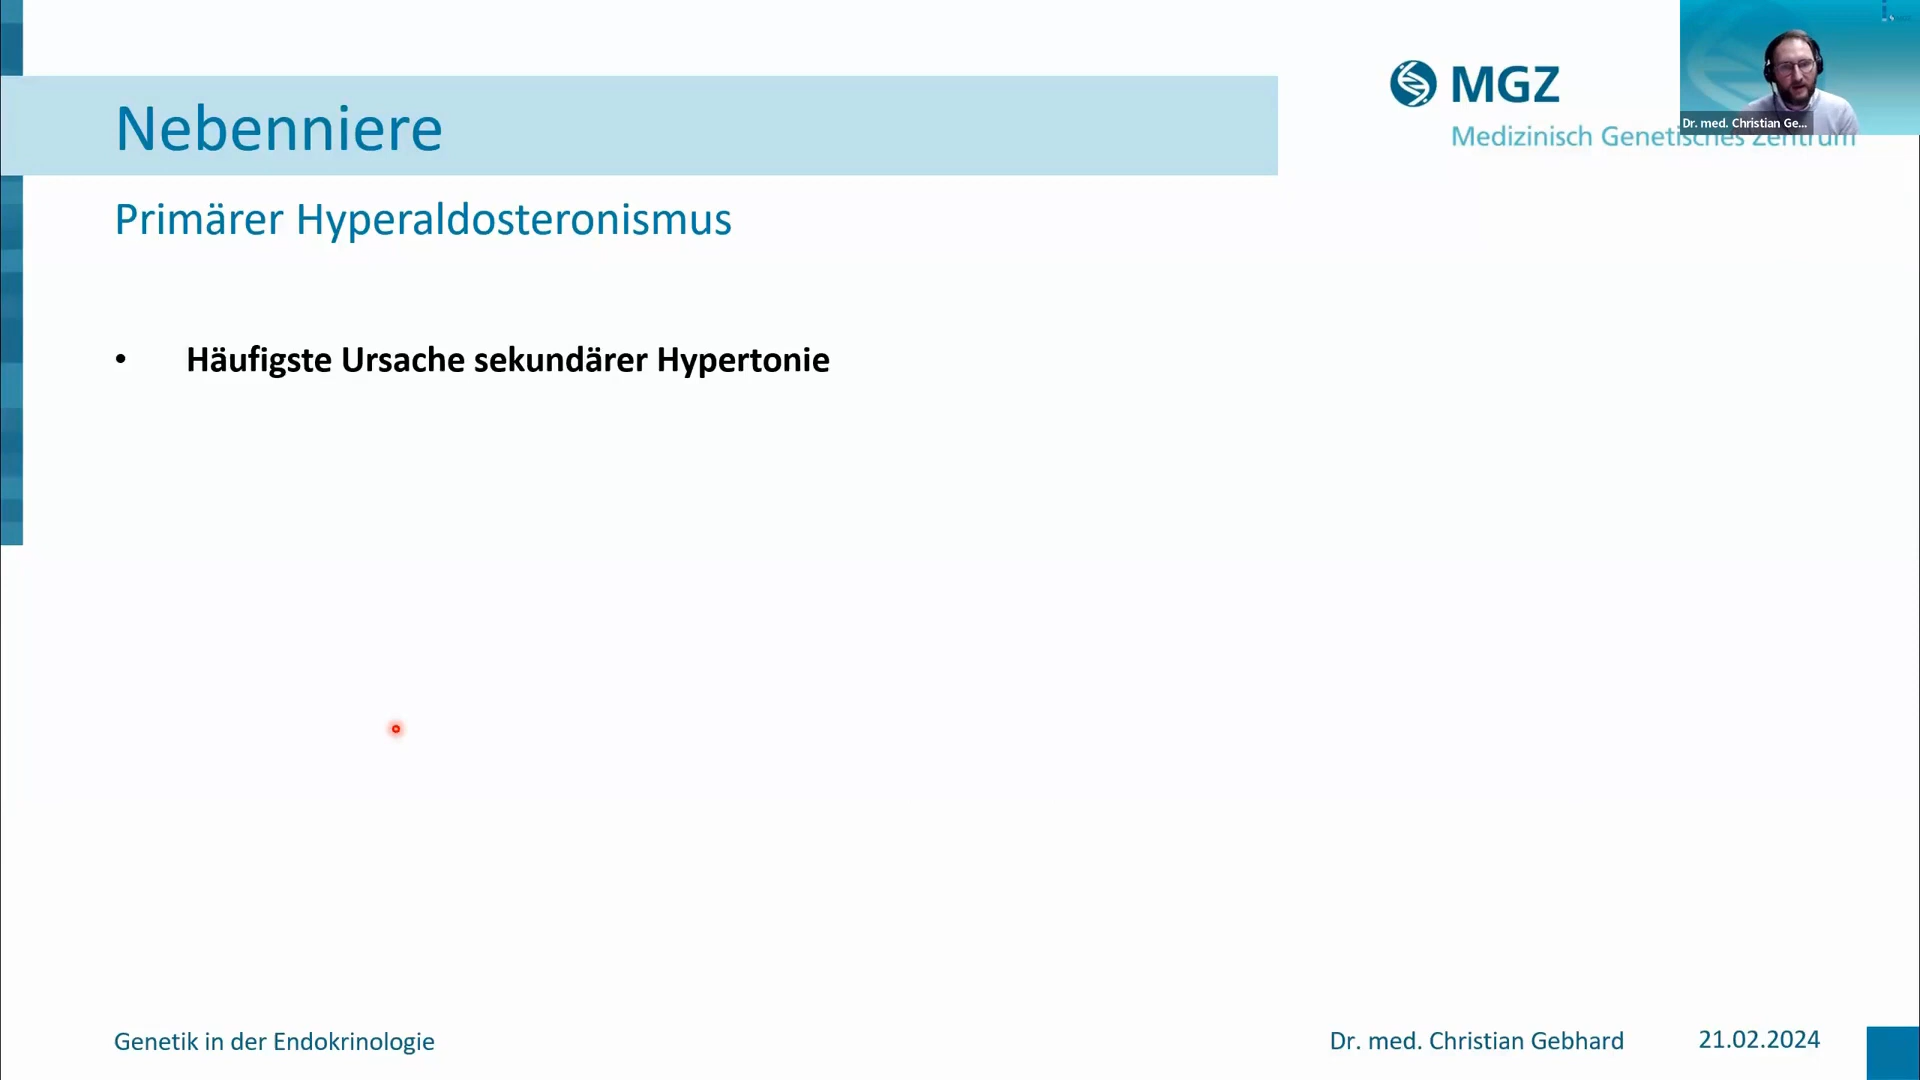 Nebenniere
MGZ
Medizinisch Genetisches Zentrum
Dr. med. Christian Ge...
Primärer Hyperaldosteronismus
• Häufigste Ursache sekundärer Hypertonie
Genetik in der Endokrinologie
Dr. med. Christian Gebhard
21.02.2024